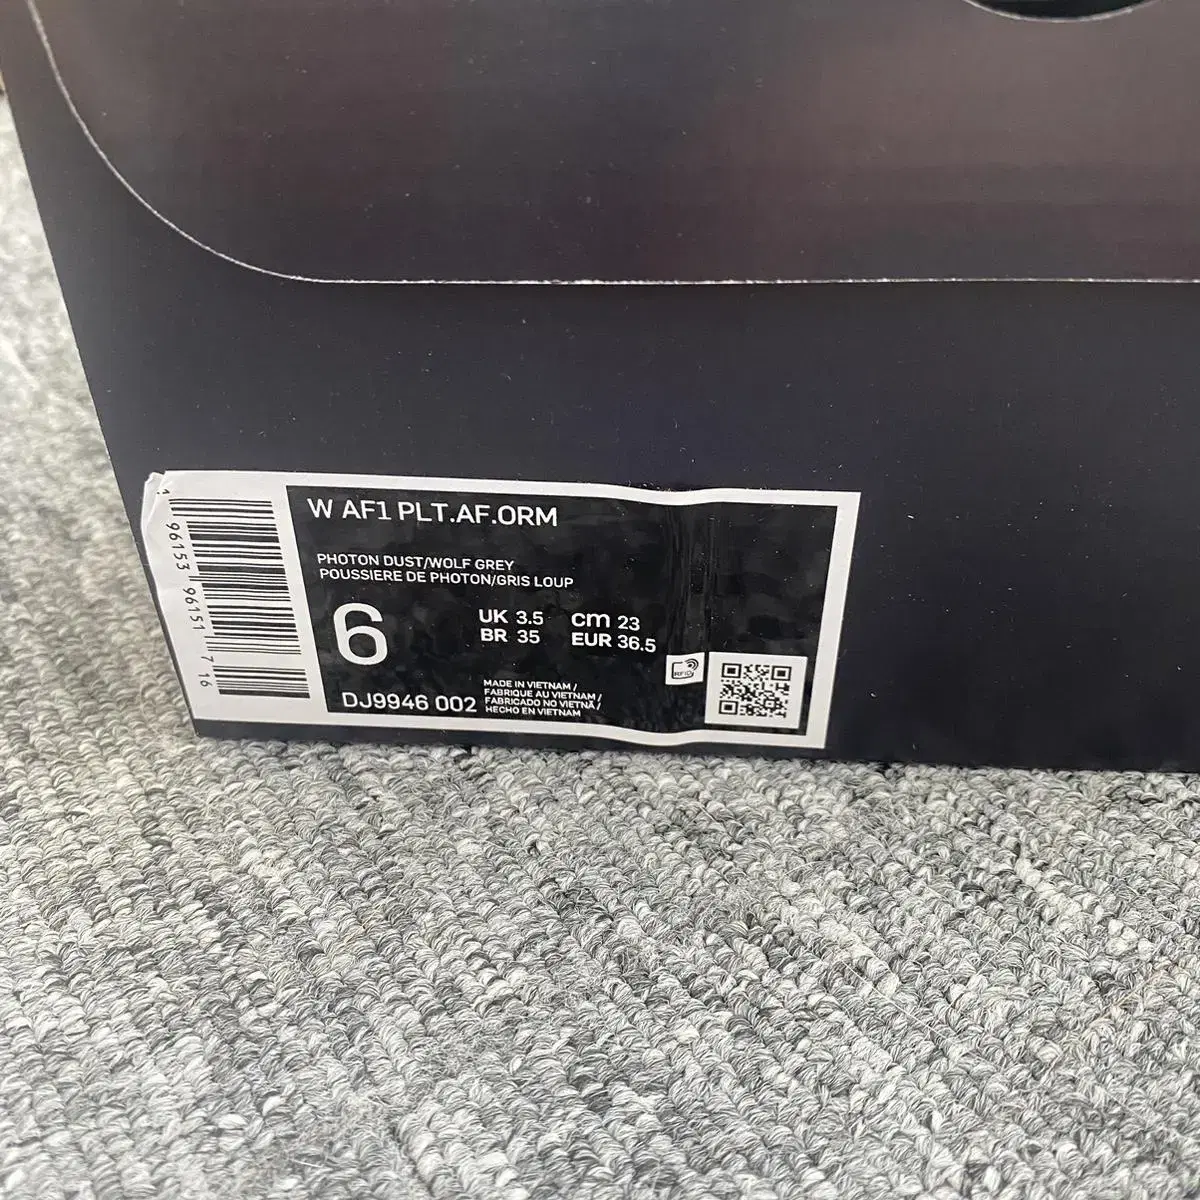 W AF1 PLT.AF.ORM
PHOTON DUST/WOLF GREY
POUSSIERE DE PHOTON/GRIS LOUP
6
UK 3.5 cm 23
BR 35 EUR 36.5
DJ9946 002
MADE IN VIETNAM /
FABRIQUE AU VIETNAM /
FABRICADO NO VIETNÃ /
HECHO EN VIETNAM
RFID
1 96153 96151 7 16